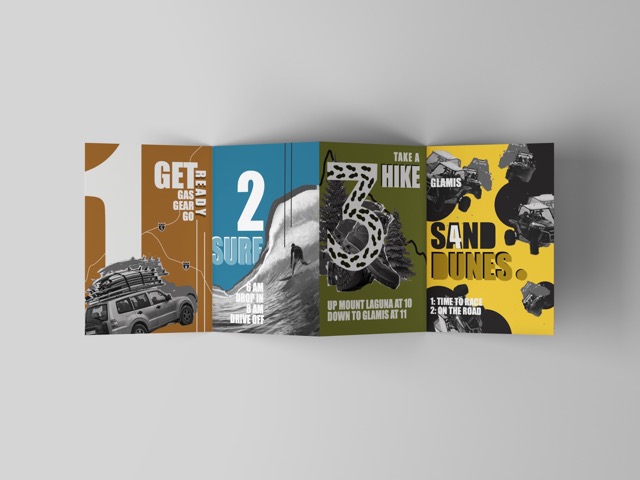 1
GET
READY
GAS
GEAR
GO
2
SURF
6 AM
DROP IN
8 AM
DRIVE OFF
3
TAKE A
HIKE
UP MOUNT LAGUNA AT 10
DOWN TO GLAMIS AT 11
GLAMIS
SAND
4
DUNES.
1: TIME TO RACE
2: ON THE ROAD